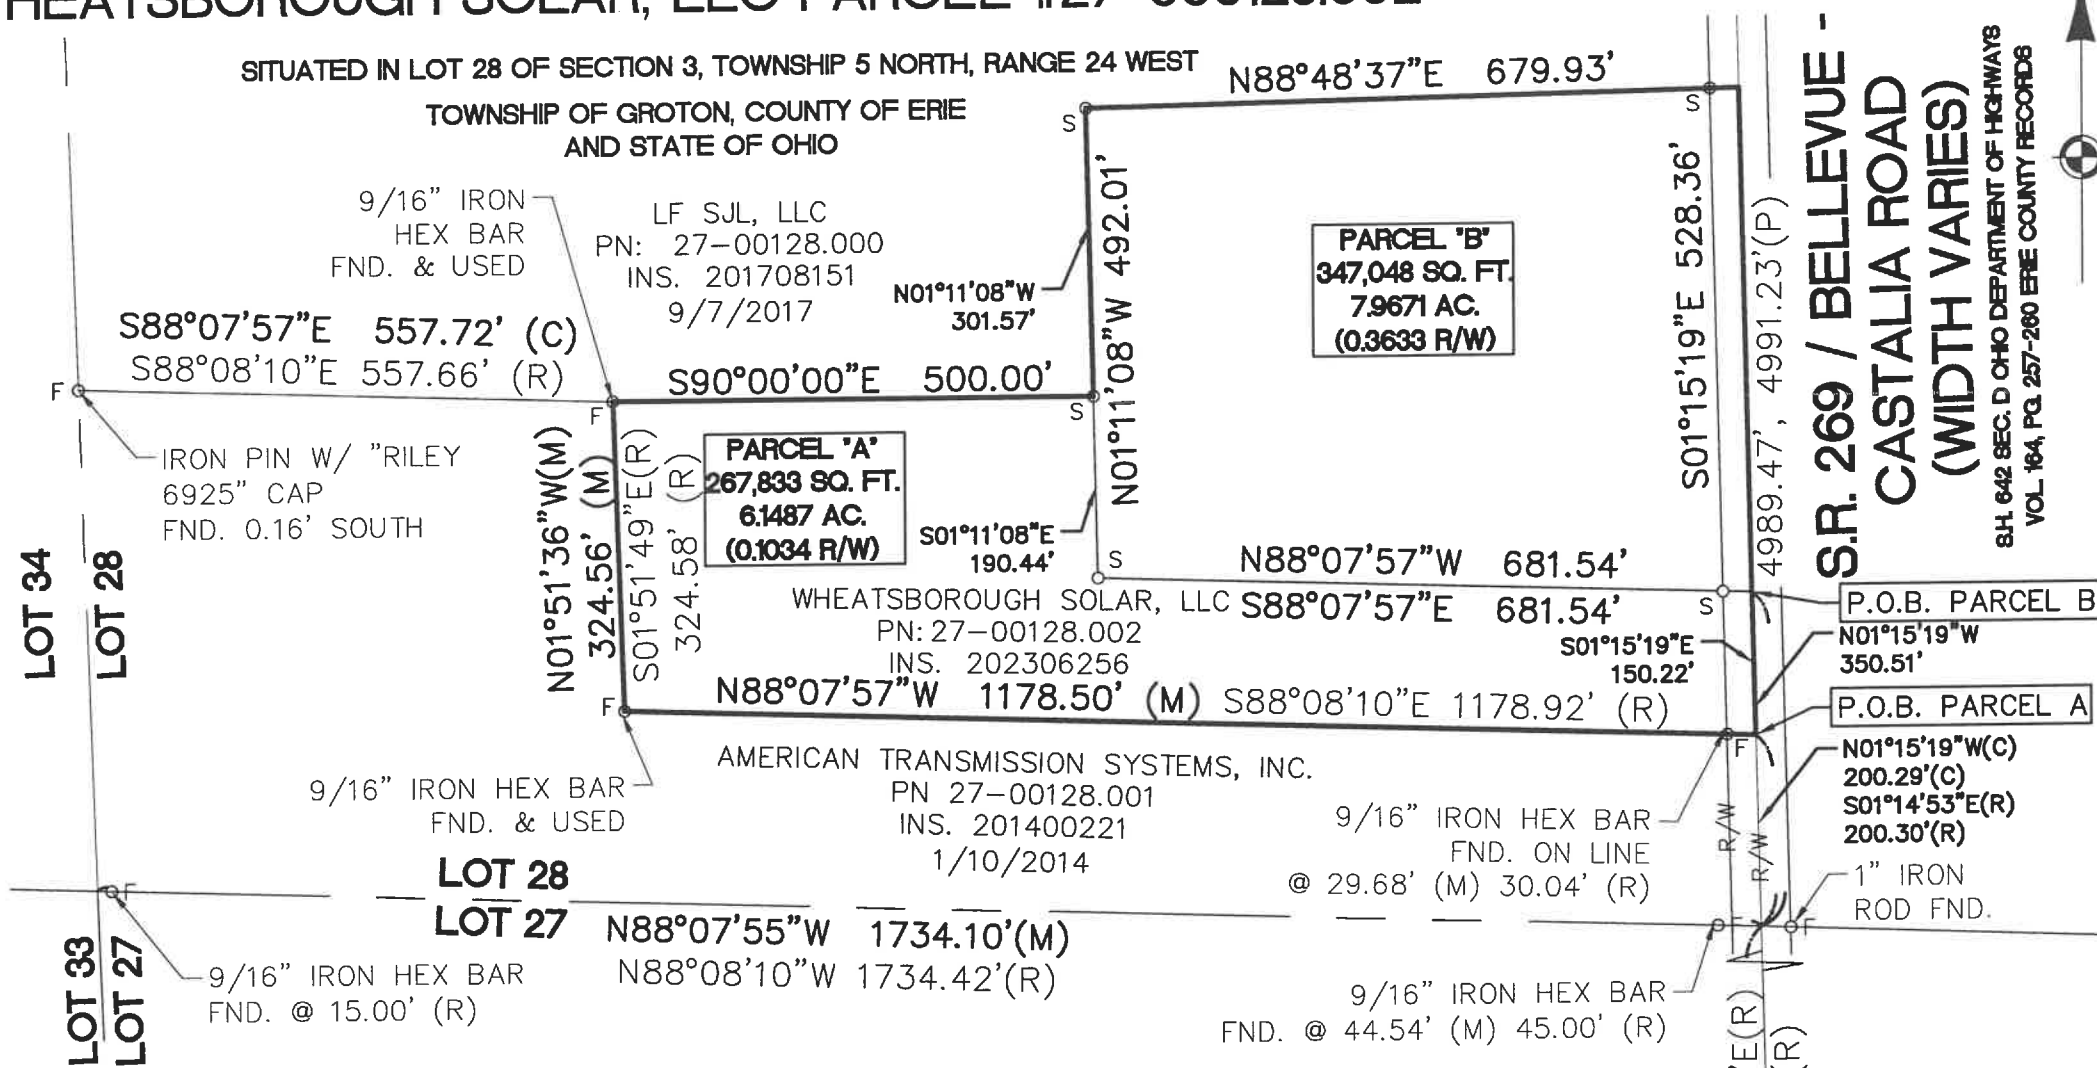 SOLAR, LLC PARCEL
SITUATED IN LOT 28 OF SECTION 3, TOWNSHIP 5 NORTH, RANGE 24 WEST
TOWNSHIP OF GROTON, COUNTY OF ERIE
AND STATE OF OHIO
N88°48'37"E 679.93'
S
S
9/16" IRON
HEX BAR
FND. & USED
LF SJL, LLC
PN: 27-00128.000
INS. 201708151
9/7/2017
N01°11'08"W
301.57'
N01°11'08"W 492.01'
PARCEL "B"
347,048 SQ. FT.
7.9671 AC.
(0.3633 R/W)
S01°15'19"E 528.36'
4989.47', 4991.23'(P)
S.R. 269 / BELLEVUE -
CASTALIA ROAD
(WIDTH VARIES)
S.H. 642 SEC. D OHIO DEPARTMENT OF HIGHWAYS
VOL. 164, PG. 257-260 ERIE COUNTY RECORDS
S88°07'57"E 557.72' (C)
S88°08'10"E 557.66' (R)
F
F
S90°00'00"E 500.00'
S
IRON PIN W/ "RILEY
6925" CAP
FND. 0.16' SOUTH
LOT 34
LOT 28
N01°51'36"W(M)
324.56' (M)
S01°51'49"E(R)
324.58' (R)
PARCEL "A"
267,833 SQ. FT.
6.1487 AC.
(0.1034 R/W)
S01°11'08"E
190.44'
S
N88°07'57"W 681.54'
S88°07'57"E 681.54'
S
WHEATSBOROUGH SOLAR, LLC
PN: 27-00128.002
INS. 202306256
P.O.B. PARCEL B
N01°15'19"W
350.51'
S01°15'19"E
150.22'
P.O.B. PARCEL A
N88°07'57"W 1178.50' (M)
S88°08'10"E 1178.92' (R)
F
F
N01°15'19"W(C)
200.29'(C)
S01°14'53"E(R)
200.30'(R)
AMERICAN TRANSMISSION SYSTEMS, INC.
PN 27-00128.001
INS. 201400221
1/10/2014
9/16" IRON HEX BAR
FND. & USED
9/16" IRON HEX BAR
FND. ON LINE
@ 29.68' (M) 30.04' (R)
R/W
R/W
1" IRON
ROD FND.
LOT 28
LOT 27
F
F
F
N88°07'55"W 1734.10'(M)
N88°08'10"W 1734.42'(R)
LOT 33
LOT 27
9/16" IRON HEX BAR
FND. @ 15.00' (R)
9/16" IRON HEX BAR
FND. @ 44.54' (M) 45.00' (R)
E(R)
(R)